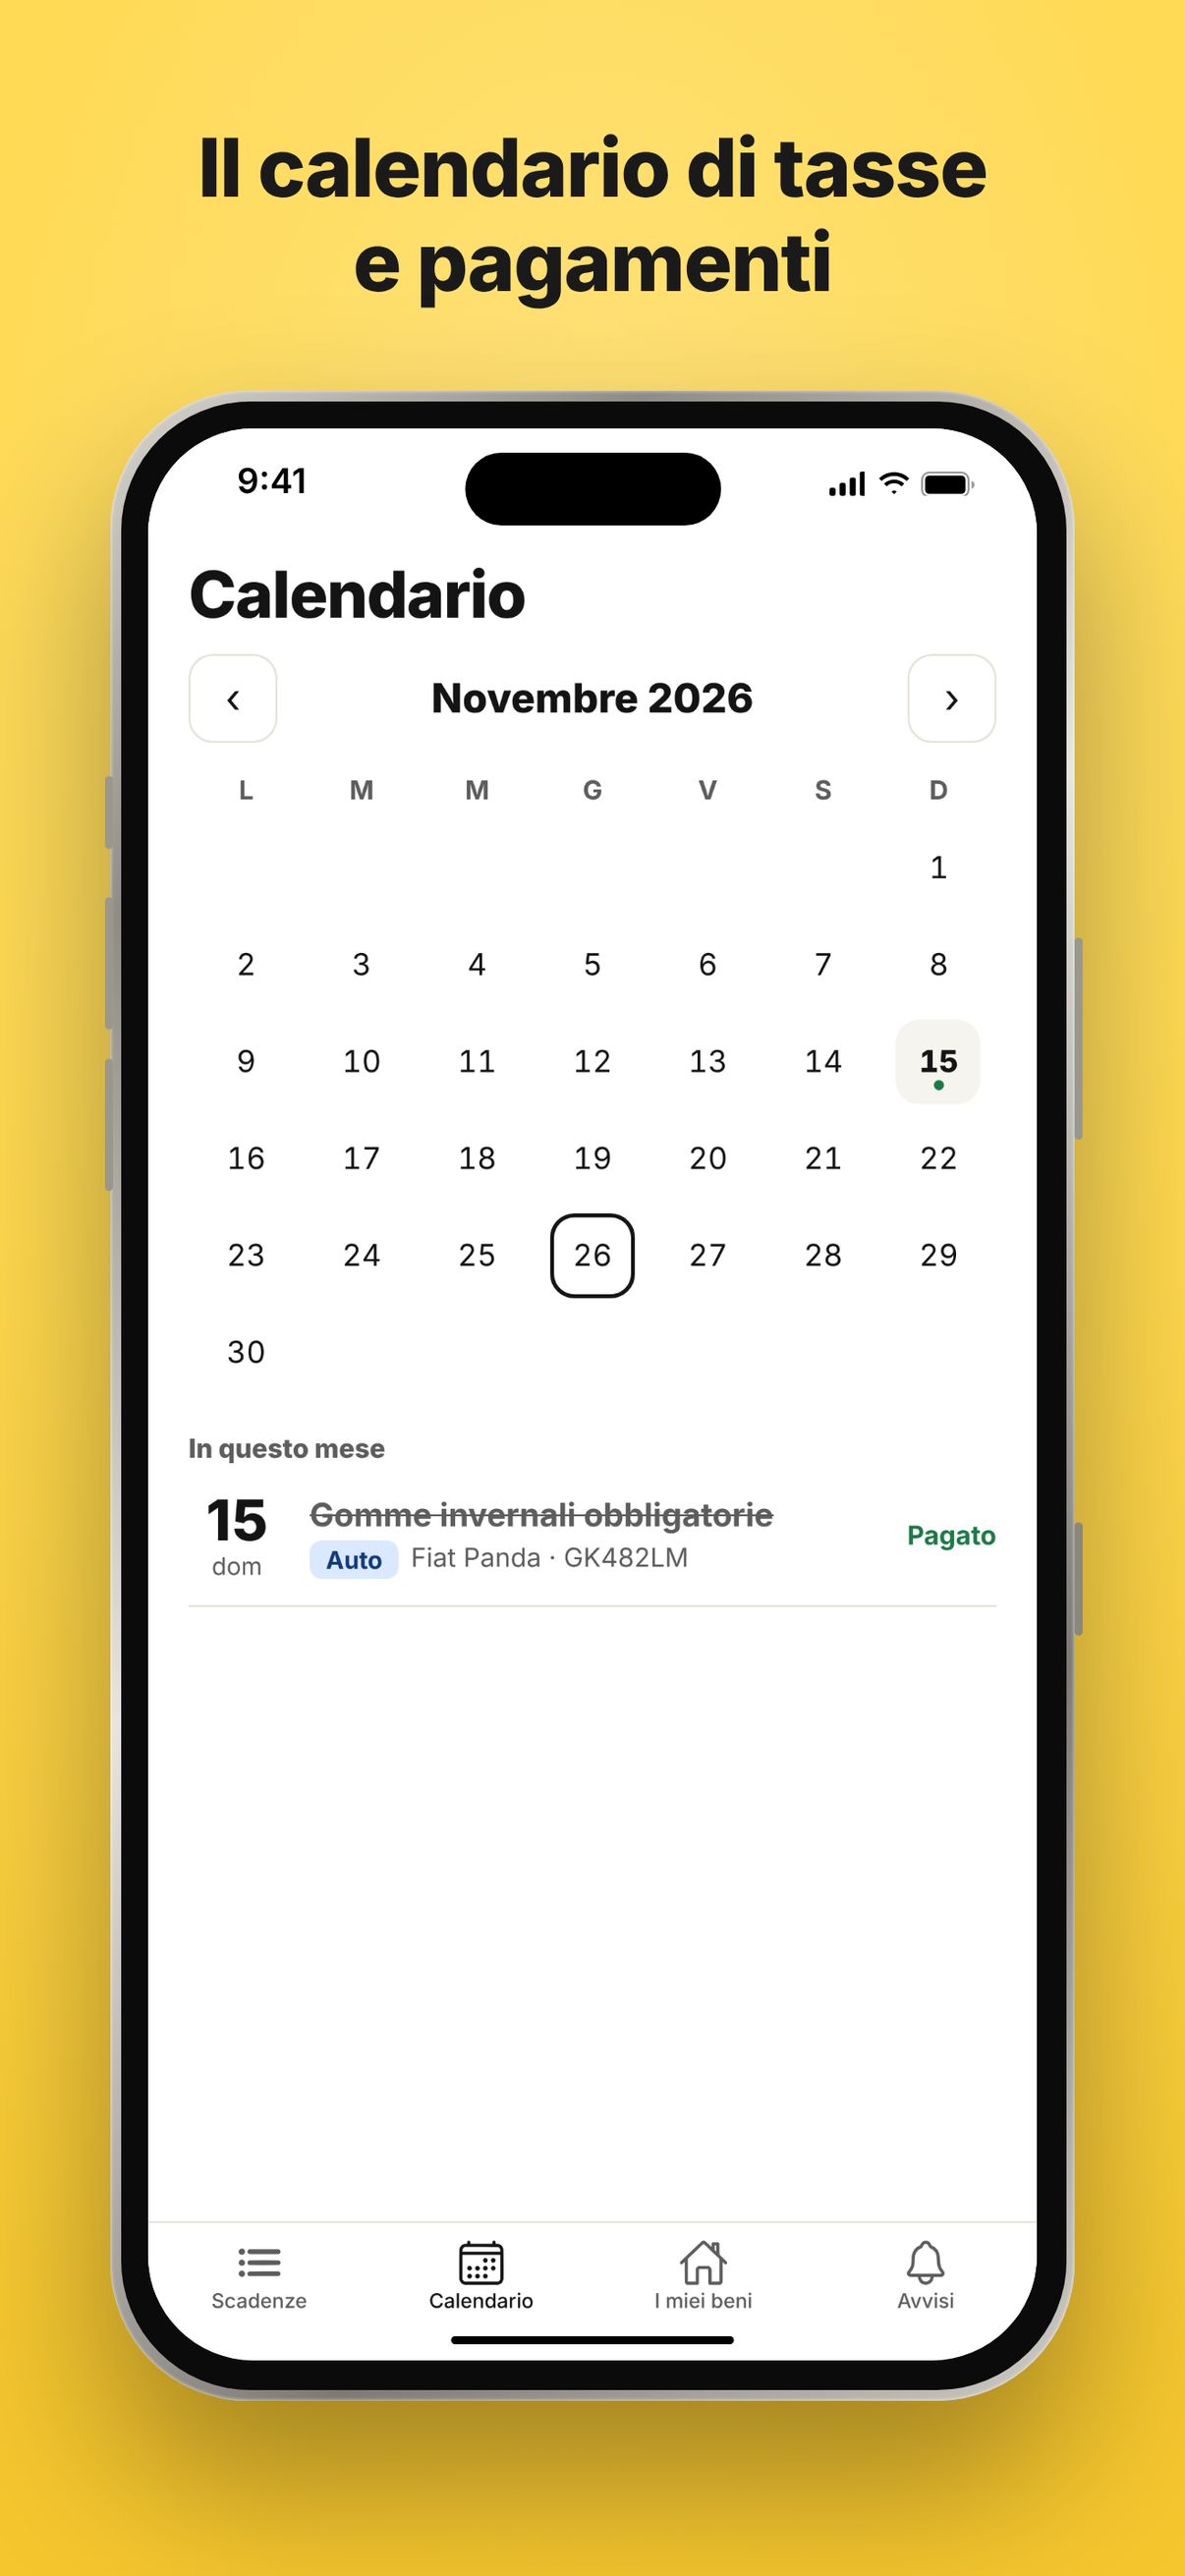 Il calendario di tasse
e pagamenti
9:41
Calendario
‹ Novembre 2026 ›
L M M G V S D
1
2 3 4 5 6 7 8
9 10 11 12 13 14 15
16 17 18 19 20 21 22
23 24 25 26 27 28 29
30
In questo mese
15 Gomme invernali obbligatorie Pagato
dom Auto Fiat Panda · GK482LM
Scadenze Calendario I miei beni Avvisi